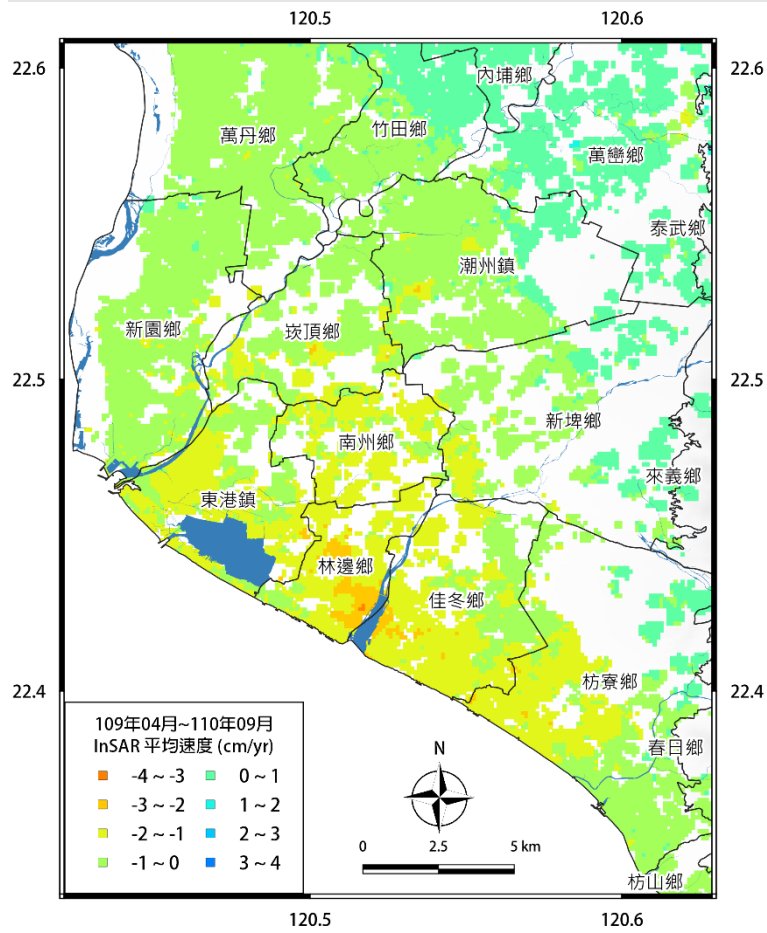 120.5
120.6
22.6
22.6
內埔鄉
竹田鄉
萬丹鄉
萬巒鄉
泰武鄉
潮州鎮
新園鄉
崁頂鄉
22.5
22.5
新埤鄉
南州鄉
來義鄉
東港鎮
林邊鄉
佳冬鄉
22.4
22.4
枋寮鄉
春日鄉
枋山鄉
109年04月~110年09月
InSAR 平均速度 (cm/yr)
-4 ~ -3
0 ~ 1
-3 ~ -2
1 ~ 2
-2 ~ -1
2 ~ 3
-1 ~ 0
3 ~ 4
N
0 2.5 5 km
120.5
120.6